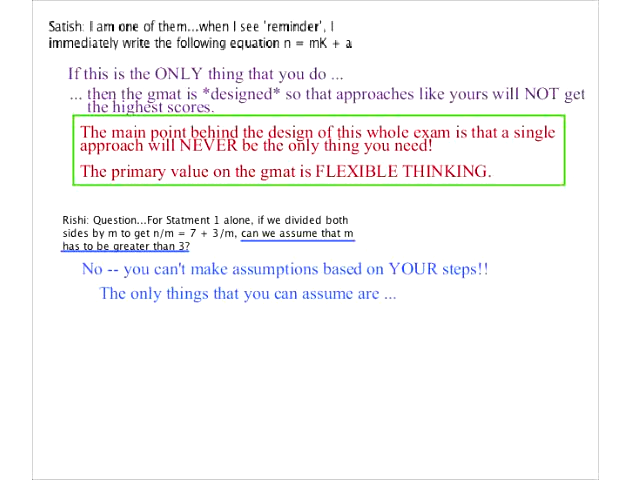 Satish: I am one of them...when I see 'reminder', I
immediately write the following equation n = mK + a
If this is the ONLY thing that you do ...
... then the gmat is *designed* so that approaches like yours will NOT get
the highest scores.
The main point behind the design of this whole exam is that a single
approach will NEVER be the only thing you need!
The primary value on the gmat is FLEXIBLE THINKING.
Rishi: Question...For Statment 1 alone, if we divided both
sides by m to get n/m = 7 + 3/m, can we assume that m
has to be greater than 3?
No -- you can't make assumptions based on YOUR steps!!
The only things that you can assume are ...